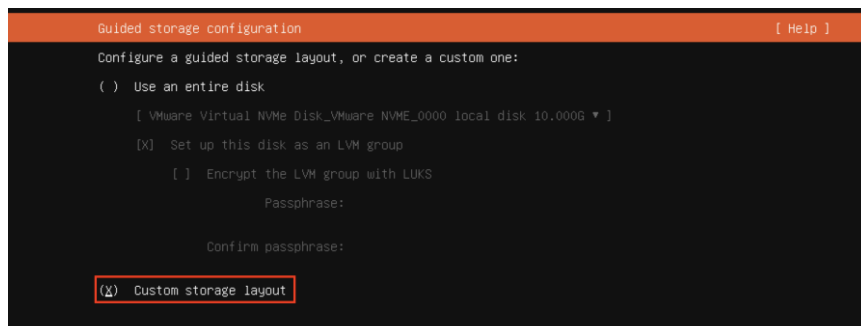 Guided storage configuration [ Help ]
Configure a guided storage layout, or create a custom one:
( ) Use an entire disk
[ VMware Virtual NVMe Disk_VMware NVME_0000 local disk 10.000G ▾ ]
[X] Set up this disk as an LVM group
[ ] Encrypt the LVM group with LUKS
Passphrase:
Confirm passphrase:
(X) Custom storage layout